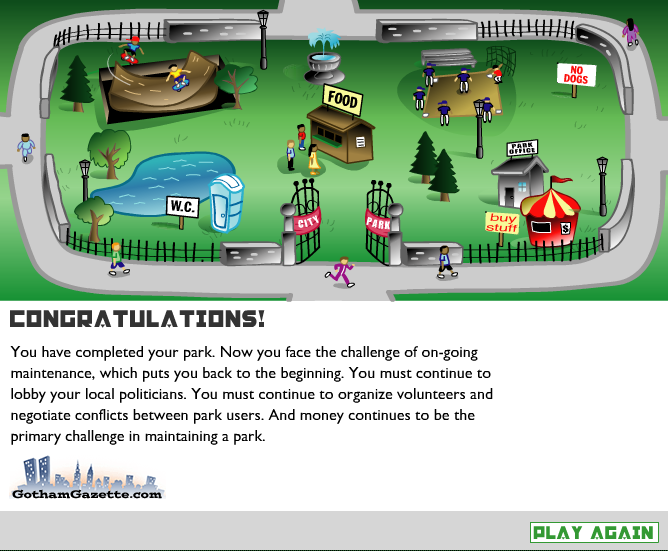 NO
DOGS
FOOD
PARK
OFFICE
W.C.
CITY
PARK
buy
stuff
$
CONGRATULATIONS!
You have completed your park. Now you face the challenge of on-going
maintenance, which puts you back to the beginning. You must continue to
lobby your local politicians. You must continue to organize volunteers and
negotiate conflicts between park users. And money continues to be the
primary challenge in maintaining a park.
GothamGazette.com
PLAY AGAIN